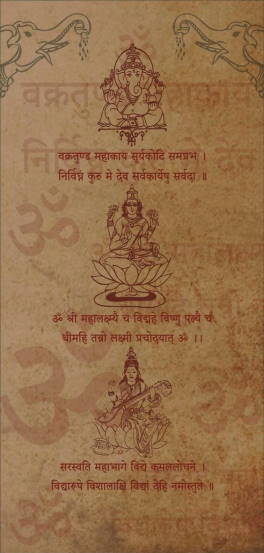 वक्रतुण्ड महाकाय सुर्यकोटि समप्रभः ।
निर्विघ्नं कुरु मे देव सर्वकार्येषु सर्वदा ॥
ॐ श्री महालक्ष्म्यै च विद्महे विष्णु पत्न्यै च
धीमहि तन्नो लक्ष्मी प्रचोदयात् ॐ ।।
सरस्वति महाभागे विद्ये कमललोचने ।
विद्यारूपे विशालाक्षि विद्यां देहि नमोस्तुते ॥